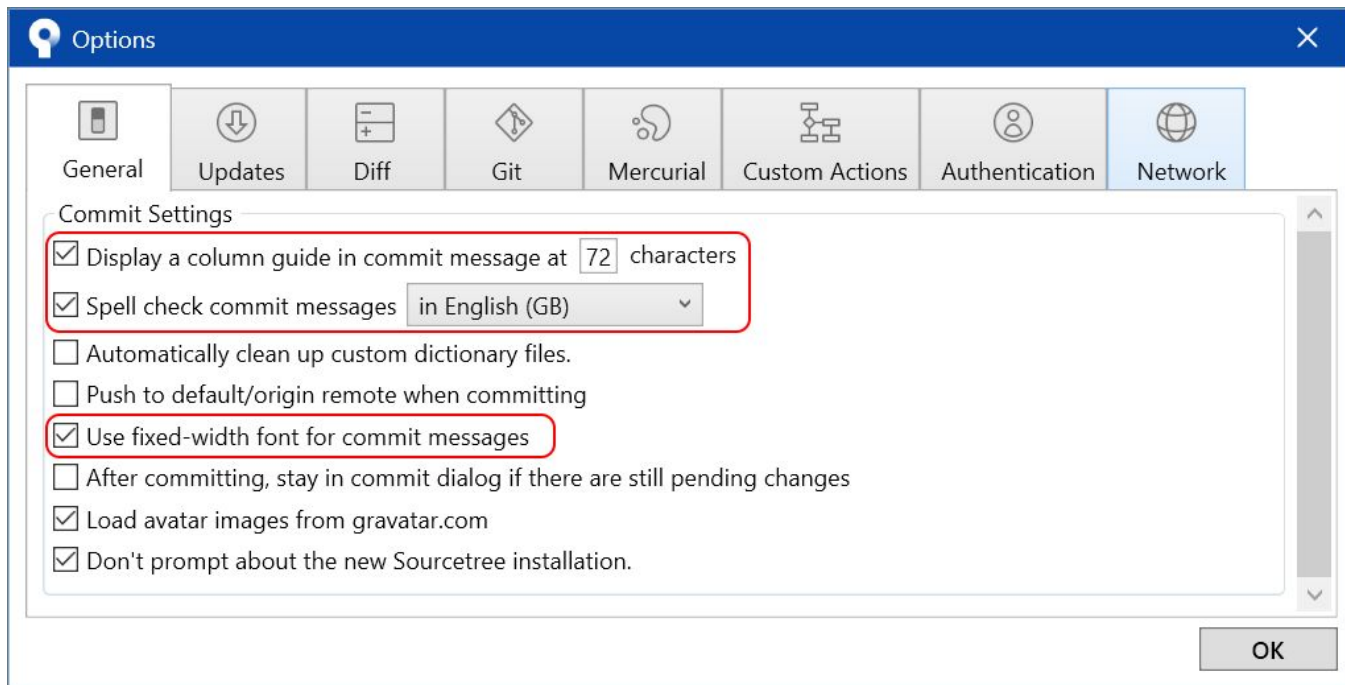 Options
General Updates Diff Git Mercurial Custom Actions Authentication Network
Commit Settings
Display a column guide in commit message at 72 characters
Spell check commit messages in English (GB)
Automatically clean up custom dictionary files.
Push to default/origin remote when committing
Use fixed-width font for commit messages
After committing, stay in commit dialog if there are still pending changes
Load avatar images from gravatar.com
Don't prompt about the new Sourcetree installation.
OK